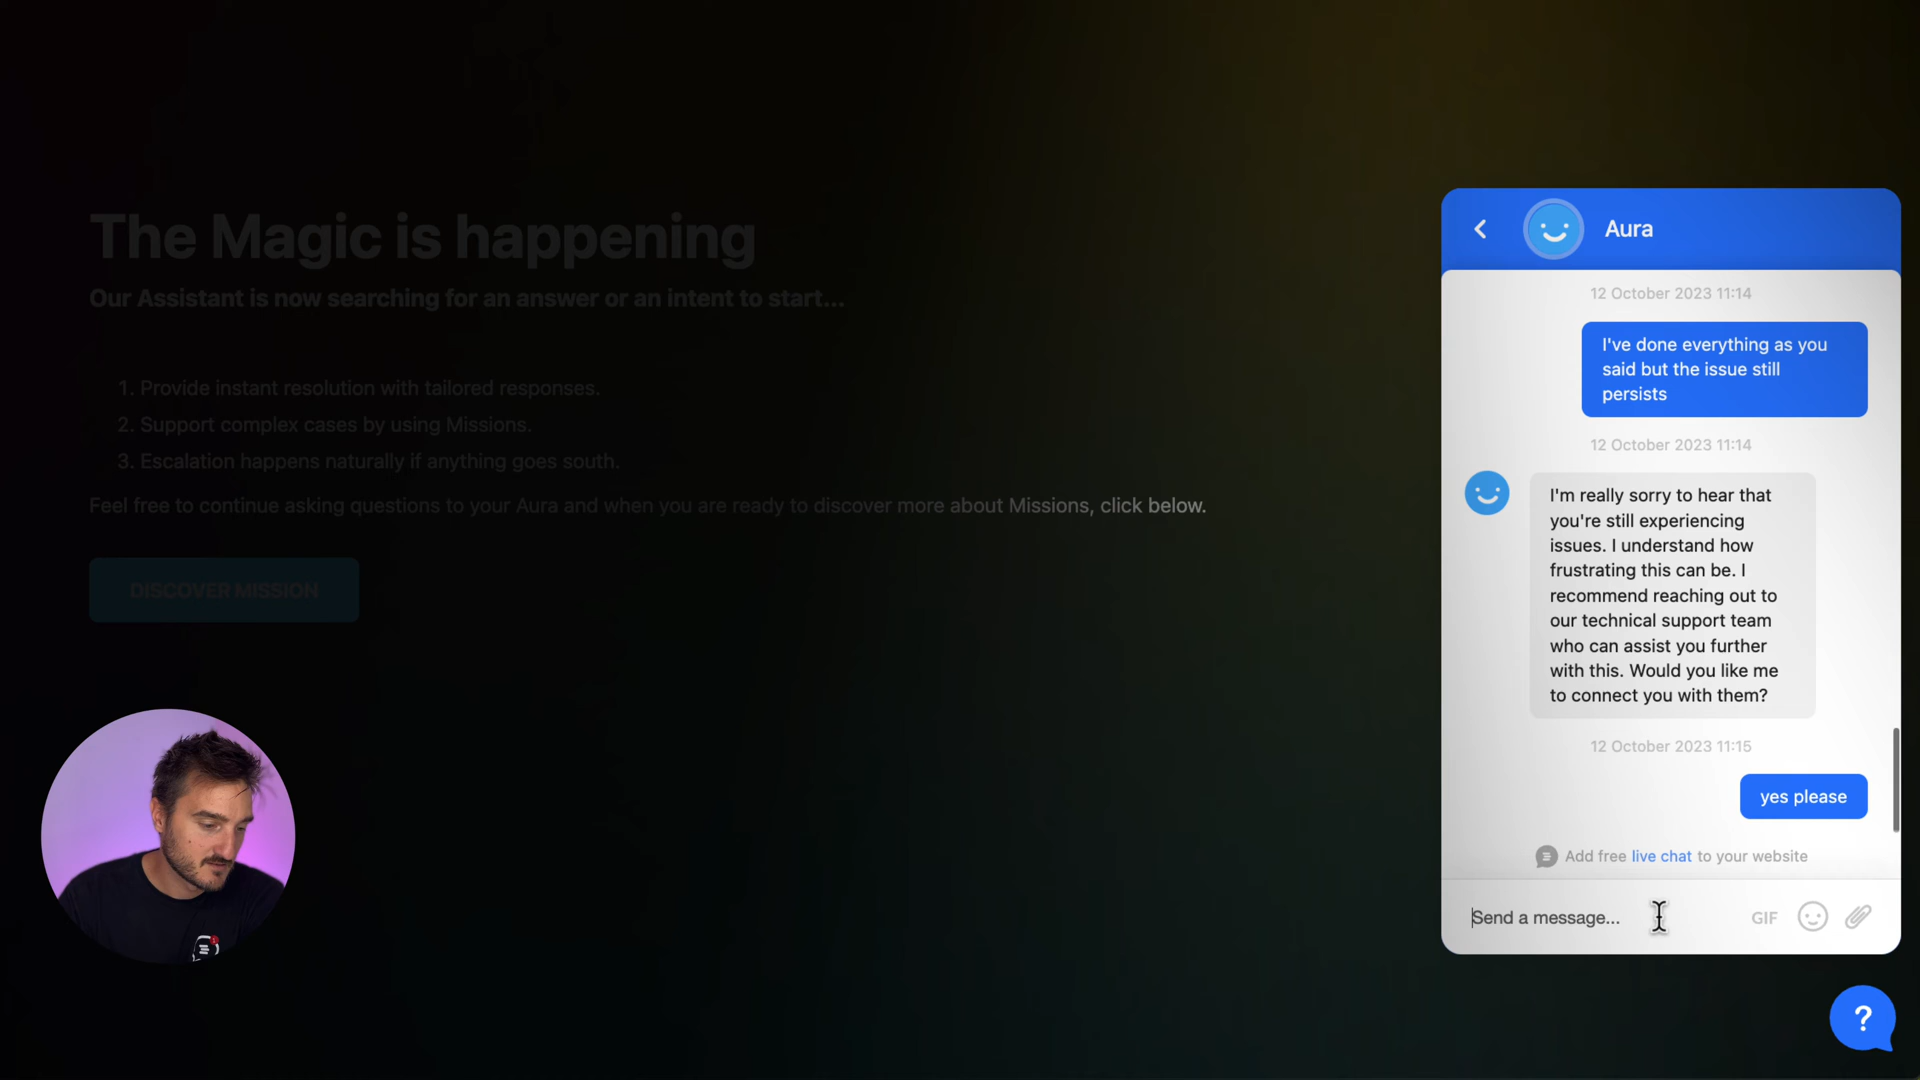 The Magic is happening
Our Assistant is now searching for an answer or an intent to start...
1. Provide instant resolution with tailored responses.
2. Support complex cases by using Missions.
3. Escalation happens naturally if anything goes south.
Feel free to continue asking questions to your Aura and when you are ready to discover more about Missions, click below.
DISCOVER MISSION
Aura
12 October 2023 11:14
I've done everything as you
said but the issue still
persists
12 October 2023 11:14
I'm really sorry to hear that
you're still experiencing
issues. I understand how
frustrating this can be. I
recommend reaching out to
our technical support team
who can assist you further
with this. Would you like me
to connect you with them?
12 October 2023 11:15
yes please
Add free live chat to your website
Send a message...
GIF
?